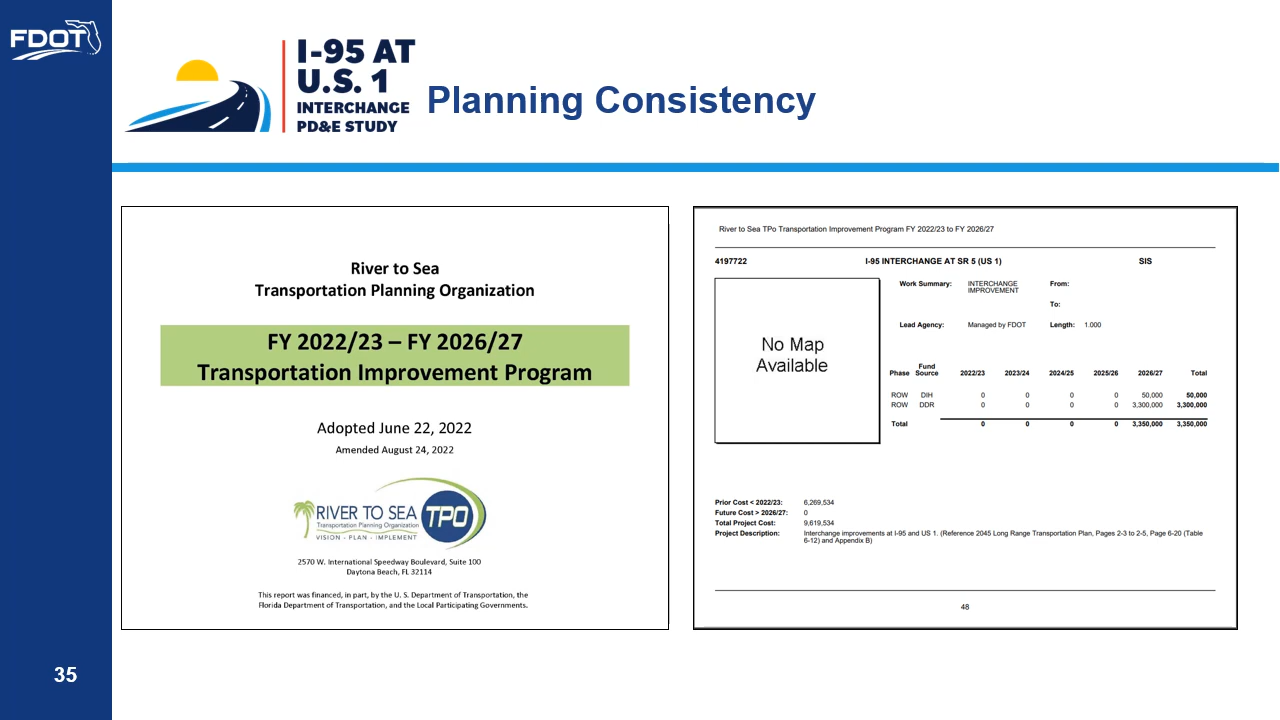 FDOT
I-95 AT
U.S. 1
INTERCHANGE
PD&E STUDY
Planning Consistency
River to Sea
Transportation Planning Organization
FY 2022/23 – FY 2026/27
Transportation Improvement Program
Adopted June 22, 2022
Amended August 24, 2022
RIVER TO SEA TPO
Transportation Planning Organization
VISION - PLAN - IMPLEMENT
2570 W. International Speedway Boulevard, Suite 100
Daytona Beach, FL 32114
This report was financed, in part, by the U. S. Department of Transportation, the
Florida Department of Transportation, and the Local Participating Governments.
River to Sea TPo Transportation Improvement Program FY 2022/23 to FY 2026/27
4197722 I-95 INTERCHANGE AT SR 5 (US 1) SIS
No Map
Available
Work Summary: INTERCHANGE From:
IMPROVEMENT
To:
Lead Agency: Managed by FDOT Length: 1.000
Fund
Phase Source 2022/23 2023/24 2024/25 2025/26 2026/27 Total
ROW DIH 0 0 0 0 50,000 50,000
ROW DDR 0 0 0 0 3,300,000 3,300,000
Total 0 0 0 0 3,350,000 3,350,000
Prior Cost < 2022/23: 6,269,534
Future Cost > 2026/27: 0
Total Project Cost: 9,619,534
Project Description: Interchange improvements at I-95 and US 1. (Reference 2045 Long Range Transportation Plan, Pages 2-3 to 2-5, Page 6-20 (Table
6-12) and Appendix B)
48
35